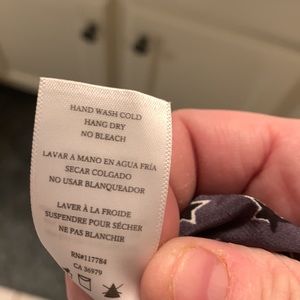 HAND WASH COLD
HANG DRY
NO BLEACH
LAVAR A MANO EN AGUA FRÍA
SECAR COLGADO
NO USAR BLANQUEADOR
LAVER À LA FROIDE
SUSPENDRE POUR SÉCHER
NE PAS BLANCHIR
RN#117784
CA 36979